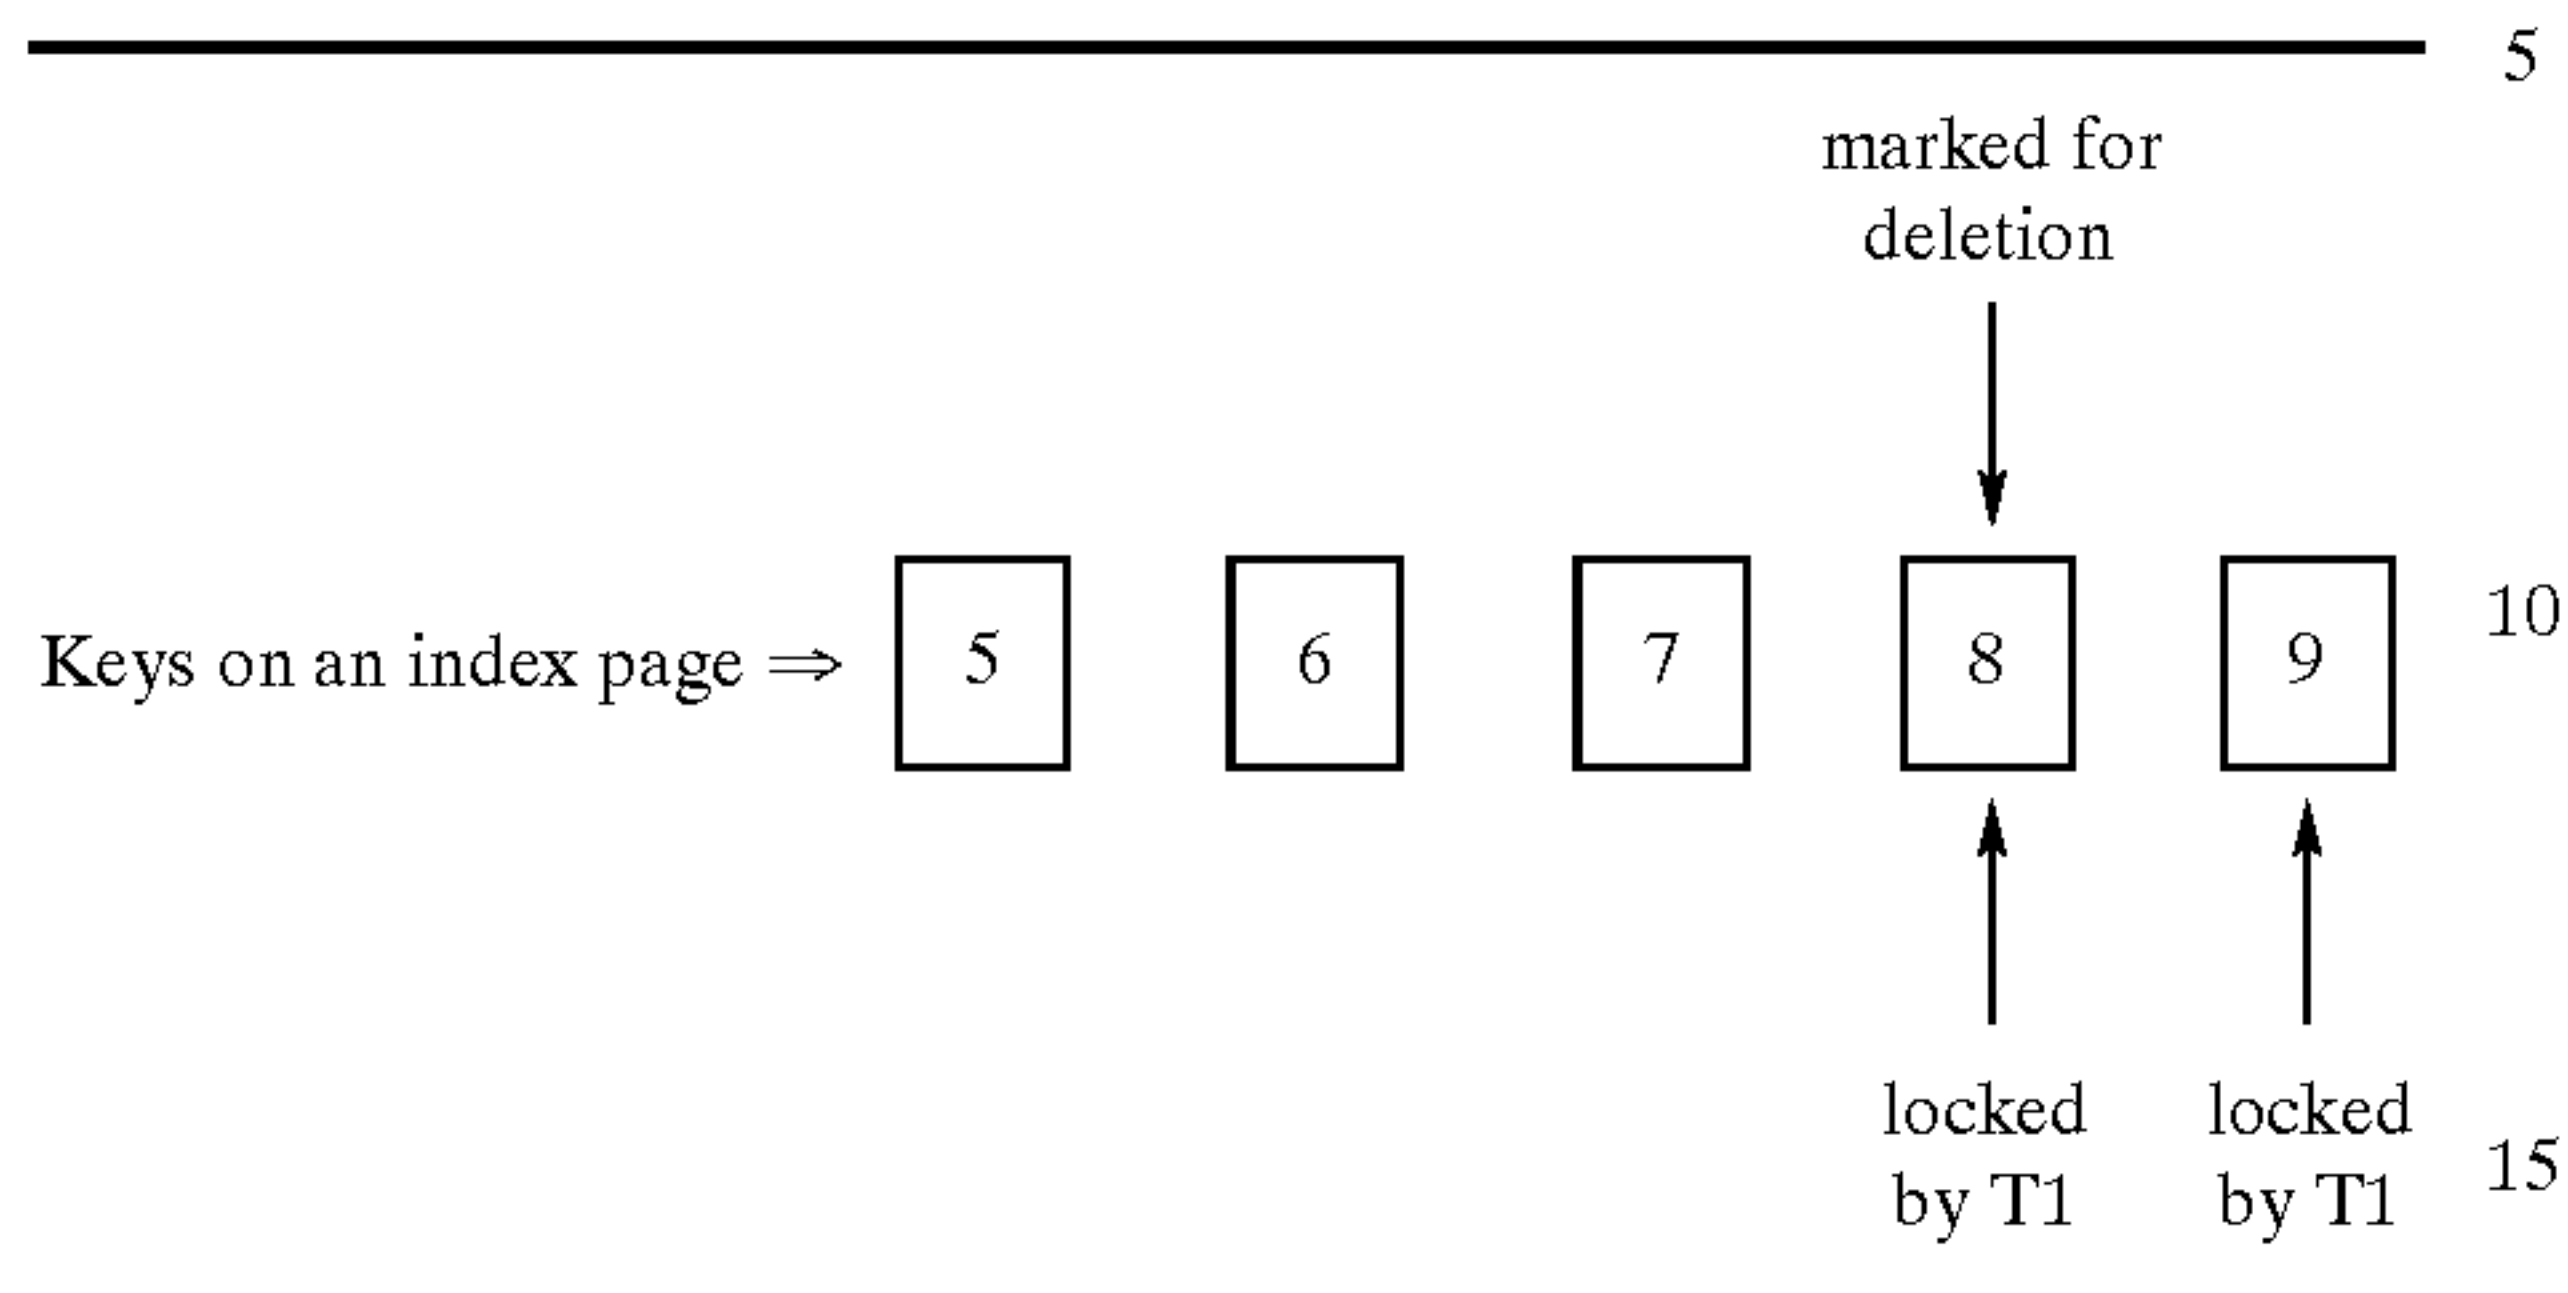 5
marked for
deletion
Keys on an index page ⇒ 5 6 7 8 9 10
locked locked
by T1 by T1 15